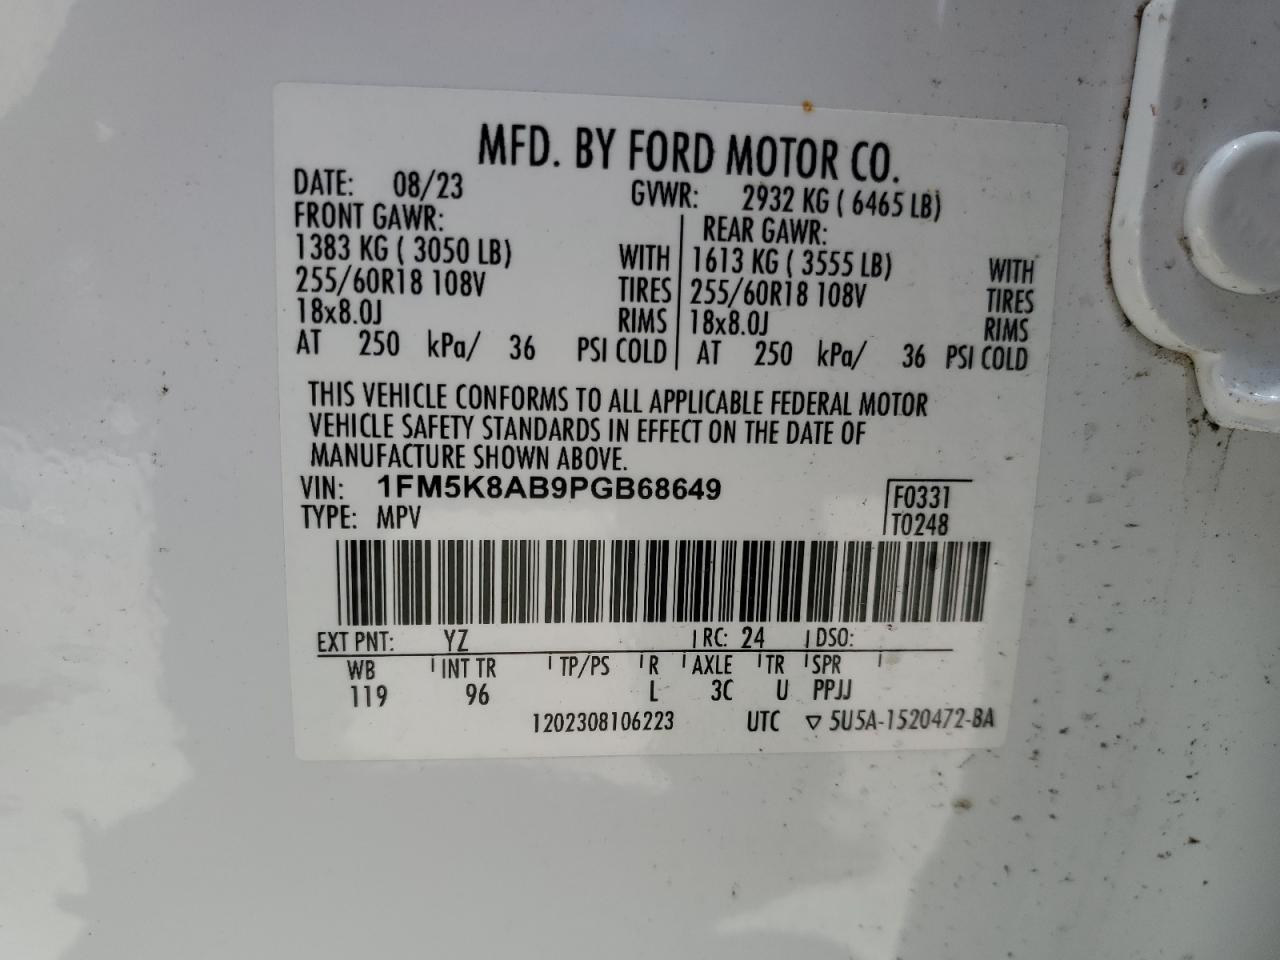 MFD. BY FORD MOTOR CO.
DATE: 08/23 GVWR: 2932 KG ( 6465 LB)
FRONT GAWR: REAR GAWR:
1383 KG ( 3050 LB) WITH 1613 KG ( 3555 LB) WITH
255/60R18 108V TIRES 255/60R18 108V TIRES
18x8.0J RIMS 18x8.0J RIMS
AT 250 kPa/ 36 PSI COLD AT 250 kPa/ 36 PSI COLD
THIS VEHICLE CONFORMS TO ALL APPLICABLE FEDERAL MOTOR
VEHICLE SAFETY STANDARDS IN EFFECT ON THE DATE OF
MANUFACTURE SHOWN ABOVE.
VIN: 1FM5K8AB9PGB68649 F0331
TYPE: MPV T0248
EXT PNT: YZ RC: 24 DSO:
WB INT TR TP/PS R AXLE TR SPR
119 96 L 3C U PPJJ
1202308106223 UTC ▽ 5U5A-1520472-BA